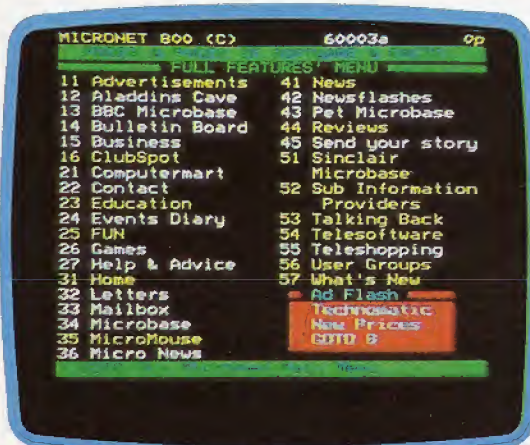 MICRONET 800 (C) 60003a 0p
FULL FEATURES' MENU
11 Advertisements
12 Aladdins Cave
13 BBC Microbase
14 Bulletin Board
15 Business
16 ClubSpot
21 Computermart
22 Contact
23 Education
24 Events Diary
25 FUN
26 Games
27 Help & Advice
31 Home
32 Letters
33 Mailbox
34 Microbase
35 MicroMouse
36 Micro News
41 News
42 Newsflashes
43 Pet Microbase
44 Reviews
45 Send your story
51 Sinclair
Microbase
52 Sub Information
Providers
53 Talking Back
54 Telesoftware
55 Teleshopping
56 User Groups
57 What's New
Ad Flash
Technomatic
New Prices
GOTO 8